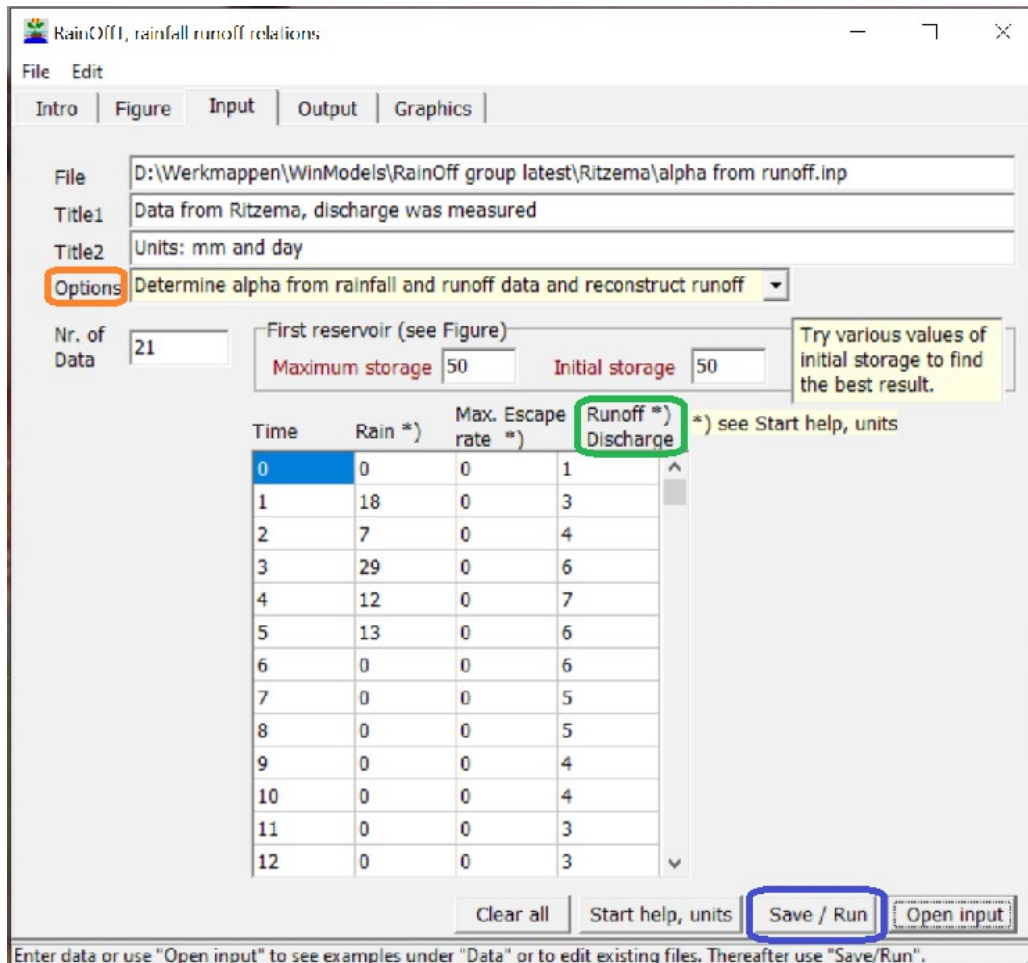 RainOff1, rainfall runoff relations
File Edit
Intro Figure Input Output Graphics
File D:\Werkmappen\WinModels\RainOff group latest\Ritzema\alpha from runoff.inp
Title1 Data from Ritzema, discharge was measured
Title2 Units: mm and day
Options Determine alpha from rainfall and runoff data and reconstruct runoff
Nr. of Data 21
First reservoir (see Figure)
Maximum storage 50 Initial storage 50
Try various values of
initial storage to find
the best result.
Time Rain *) Max. Escape rate *) Runoff *) Discharge
*) see Start help, units
0 0 0 1
1 18 0 3
2 7 0 4
3 29 0 6
4 12 0 7
5 13 0 6
6 0 0 6
7 0 0 5
8 0 0 5
9 0 0 4
10 0 0 4
11 0 0 3
12 0 0 3
Clear all Start help, units Save / Run Open input
Enter data or use "Open input" to see examples under "Data" or to edit existing files. Thereafter use "Save/Run".